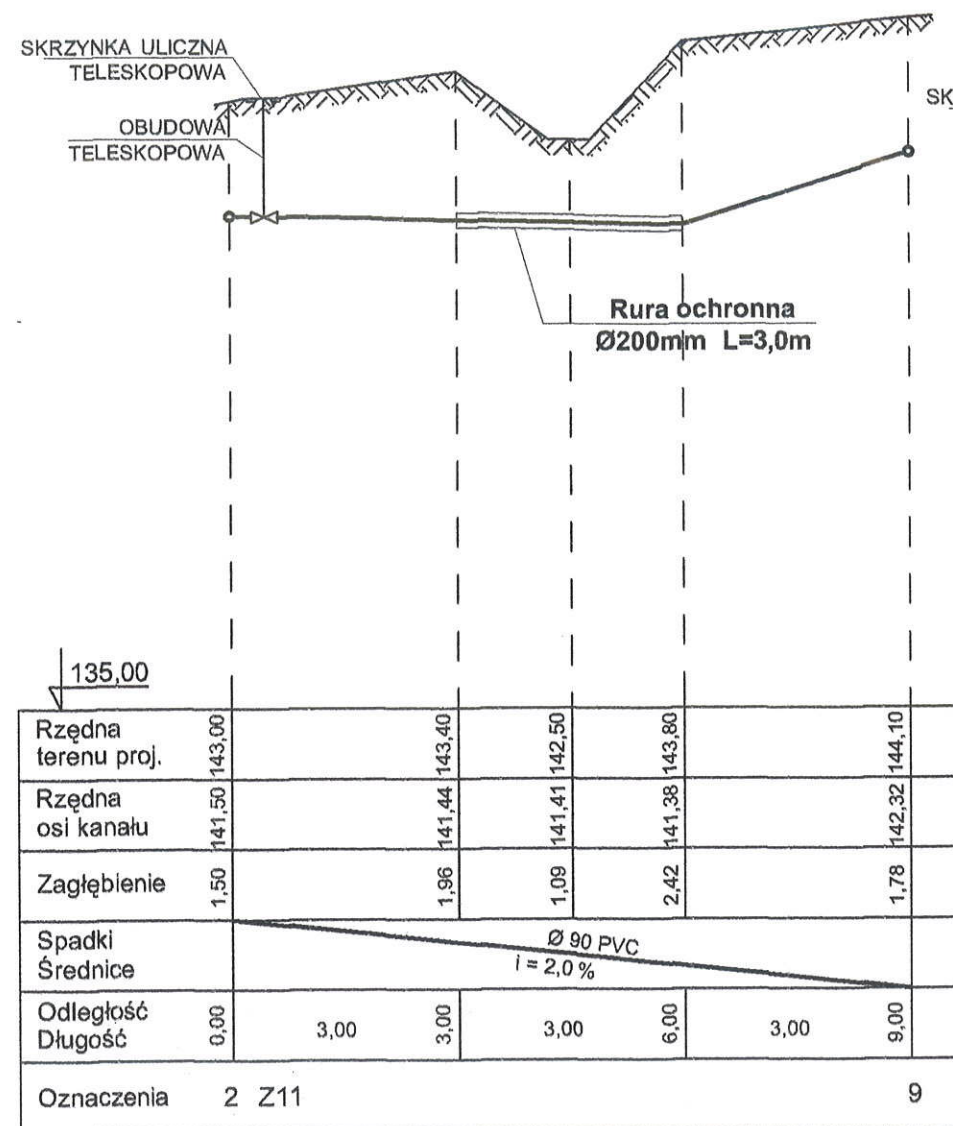 SKRZYNKA ULICZNA
TELESKOPOWA
SK
OBUDOWA
TELESKOPOWA
Rura ochronna
Ø200mm L=3,0m
135,00
Rzędna
terenu proj.
143,00
143,40
142,50
143,80
144,10
Rzędna
osi kanału
141,50
141,44
141,41
141,38
142,32
Zagłębienie
1,50
1,96
1,09
2,42
1,78
Spadki
Średnice
Ø 90 PVC
i = 2,0 %
Odległość
Długość
0,00
3,00
3,00
3,00
6,00
3,00
9,00
Oznaczenia 2 Z11 9